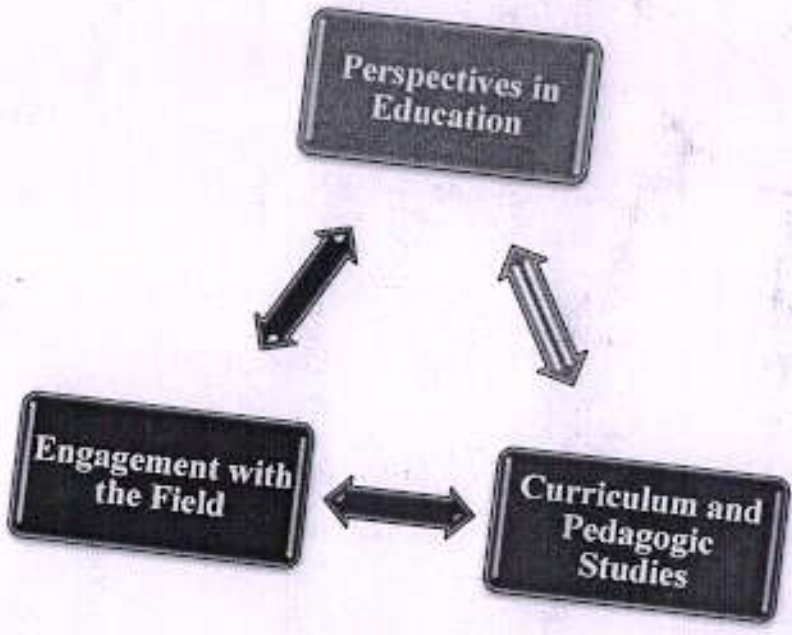 Perspectives in
Education
Engagement with
the Field
Curriculum and
Pedagogic
Studies